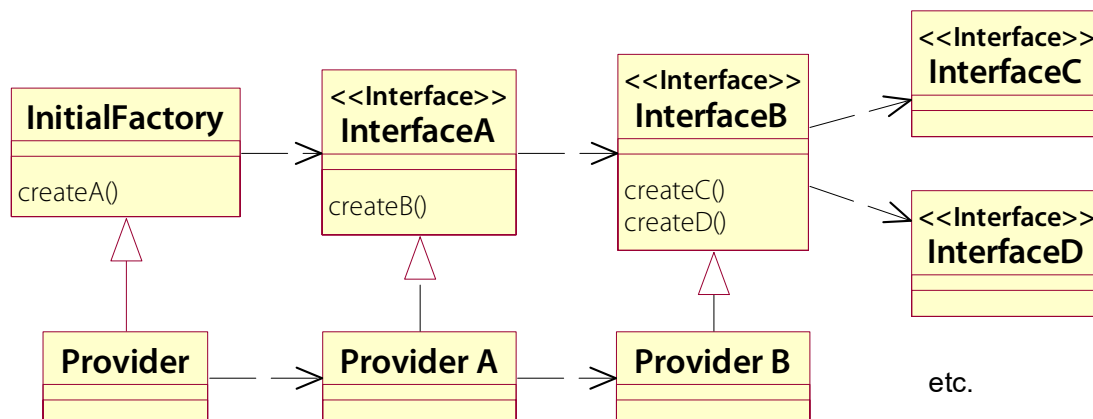 InitialFactory
createA()
<<Interface>>
InterfaceA
createB()
<<Interface>>
InterfaceB
createC()
createD()
<<Interface>>
InterfaceC
<<Interface>>
InterfaceD
Provider
Provider A
Provider B
etc.